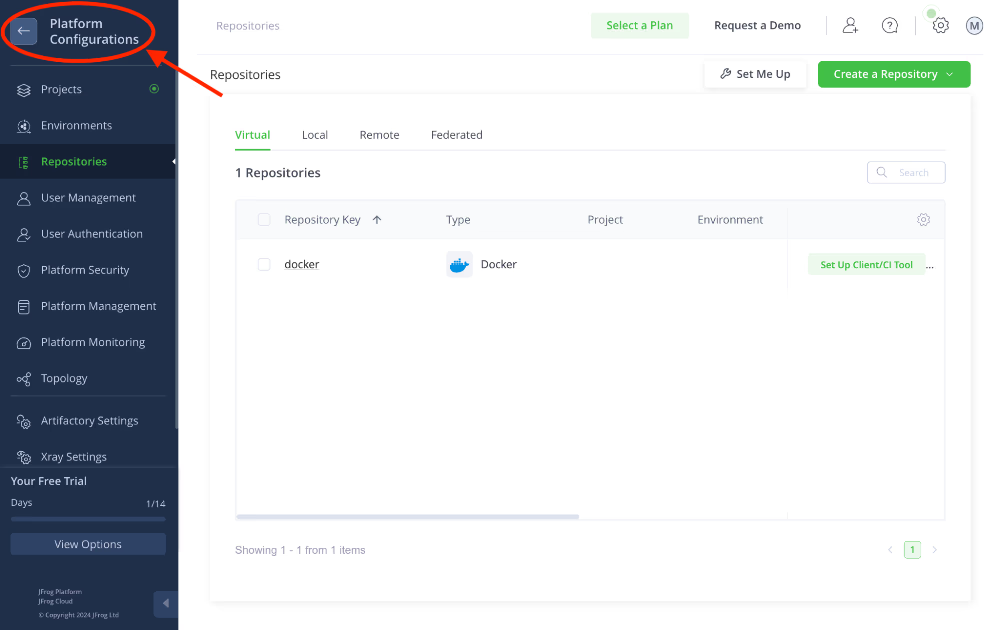 Platform
Configurations
Projects
Environments
Repositories
User Management
User Authentication
Platform Security
Platform Management
Platform Monitoring
Topology
Artifactory Settings
Xray Settings
Your Free Trial
Days 1/14
View Options
JFrog Platform
JFrog Cloud
© Copyright 2024 JFrog Ltd
Repositories
Select a Plan
Request a Demo
?
M
Repositories
Set Me Up
Create a Repository
Virtual Local Remote Federated
1 Repositories
Search
Repository Key Type Project Environment
docker Docker Set Up Client/CI Tool ...
Showing 1 - 1 from 1 items
1